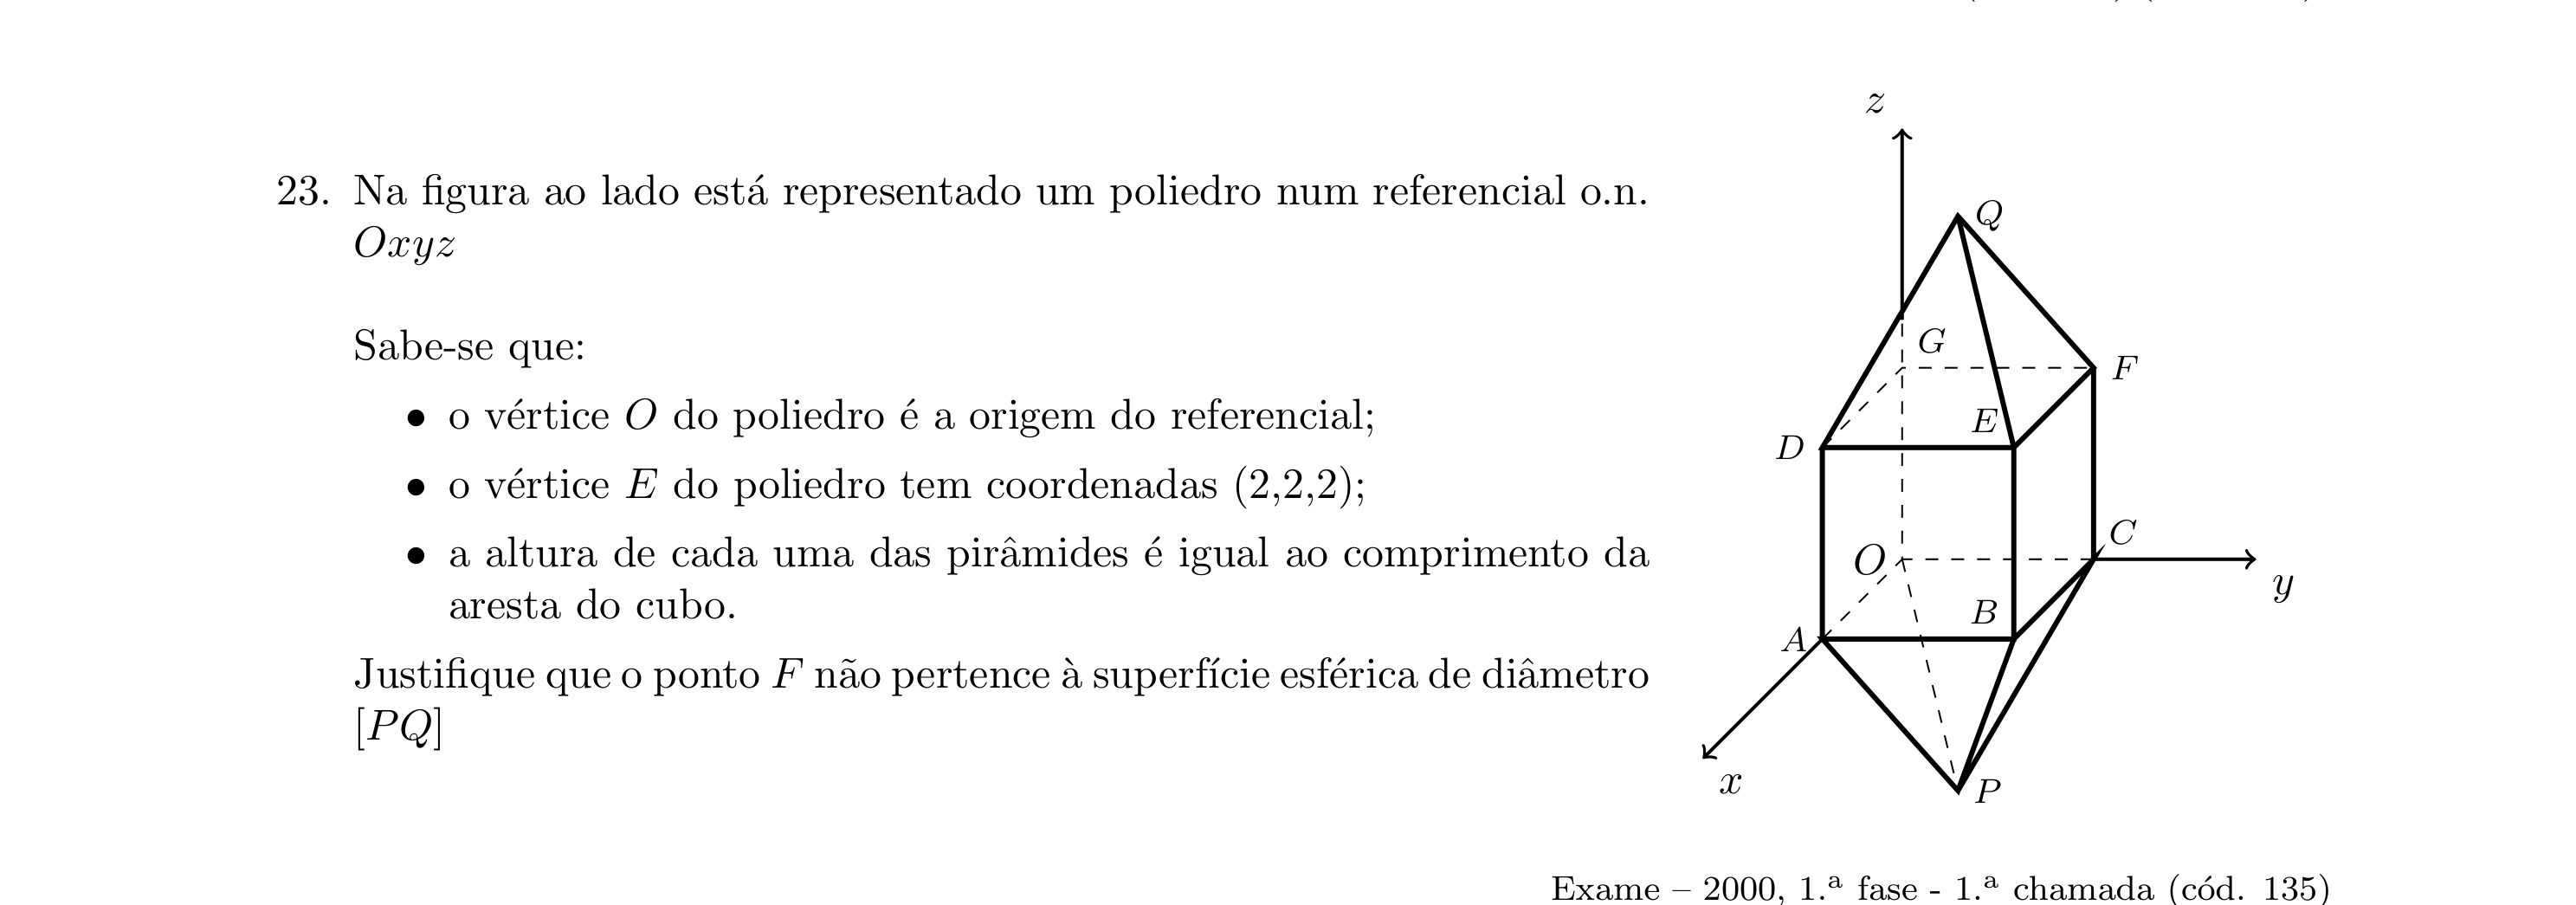 23. Na figura ao lado está representado um poliedro num referencial o.n.
Oxyz
Sabe-se que:
• o vértice O do poliedro é a origem do referencial;
• o vértice E do poliedro tem coordenadas (2,2,2);
• a altura de cada uma das pirâmides é igual ao comprimento da
aresta do cubo.
Justifique que o ponto F não pertence à superfície esférica de diâmetro
[PQ]
z
Q
G
F
E
D
C
O
y
B
A
x
P
Exame – 2000, 1.ª fase - 1.ª chamada (cód. 135)